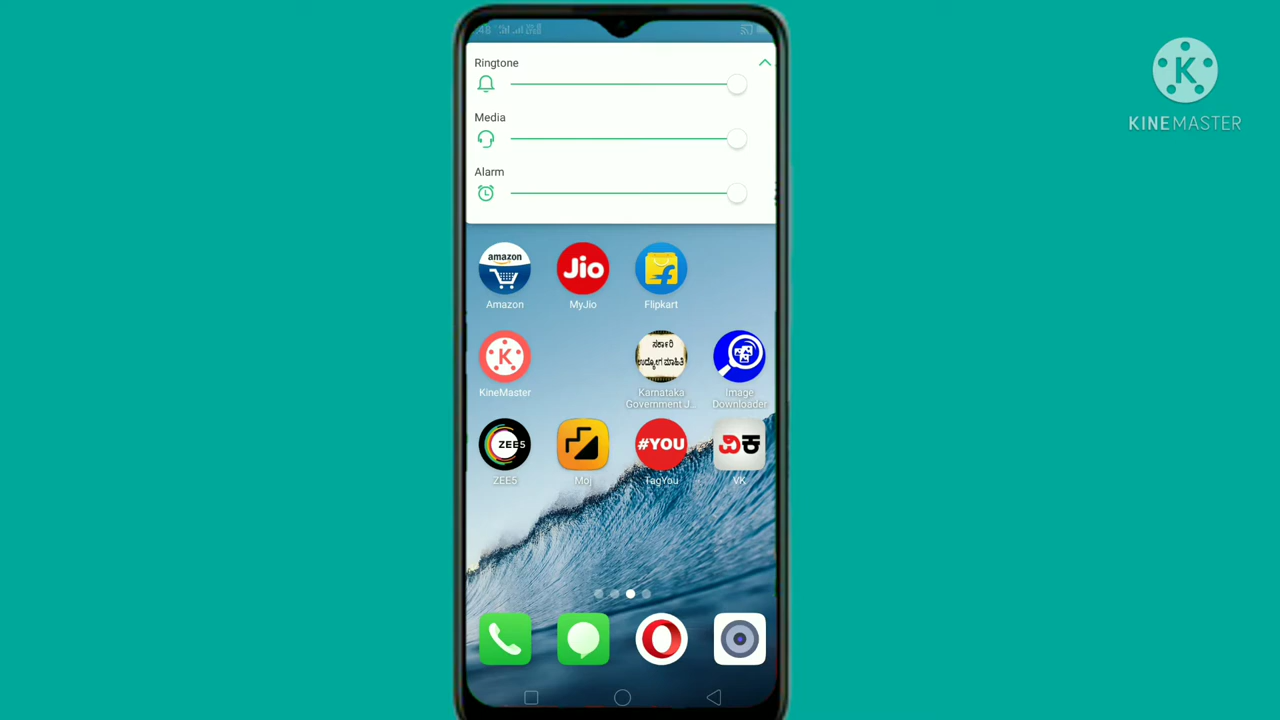 :48
KINEMASTER
Ringtone
Media
Alarm
amazon
Jio
Amazon
MyJio
Flipkart
ಸರ್ಕಾರಿ
ಉದ್ಯೋಗ ಮಾಹಿತಿ
KineMaster
Karnataka
Government J...
Image
Downloader
ZEE5
#YOU
ವಿಕ
ZEE5
Moj
TagYou
VK